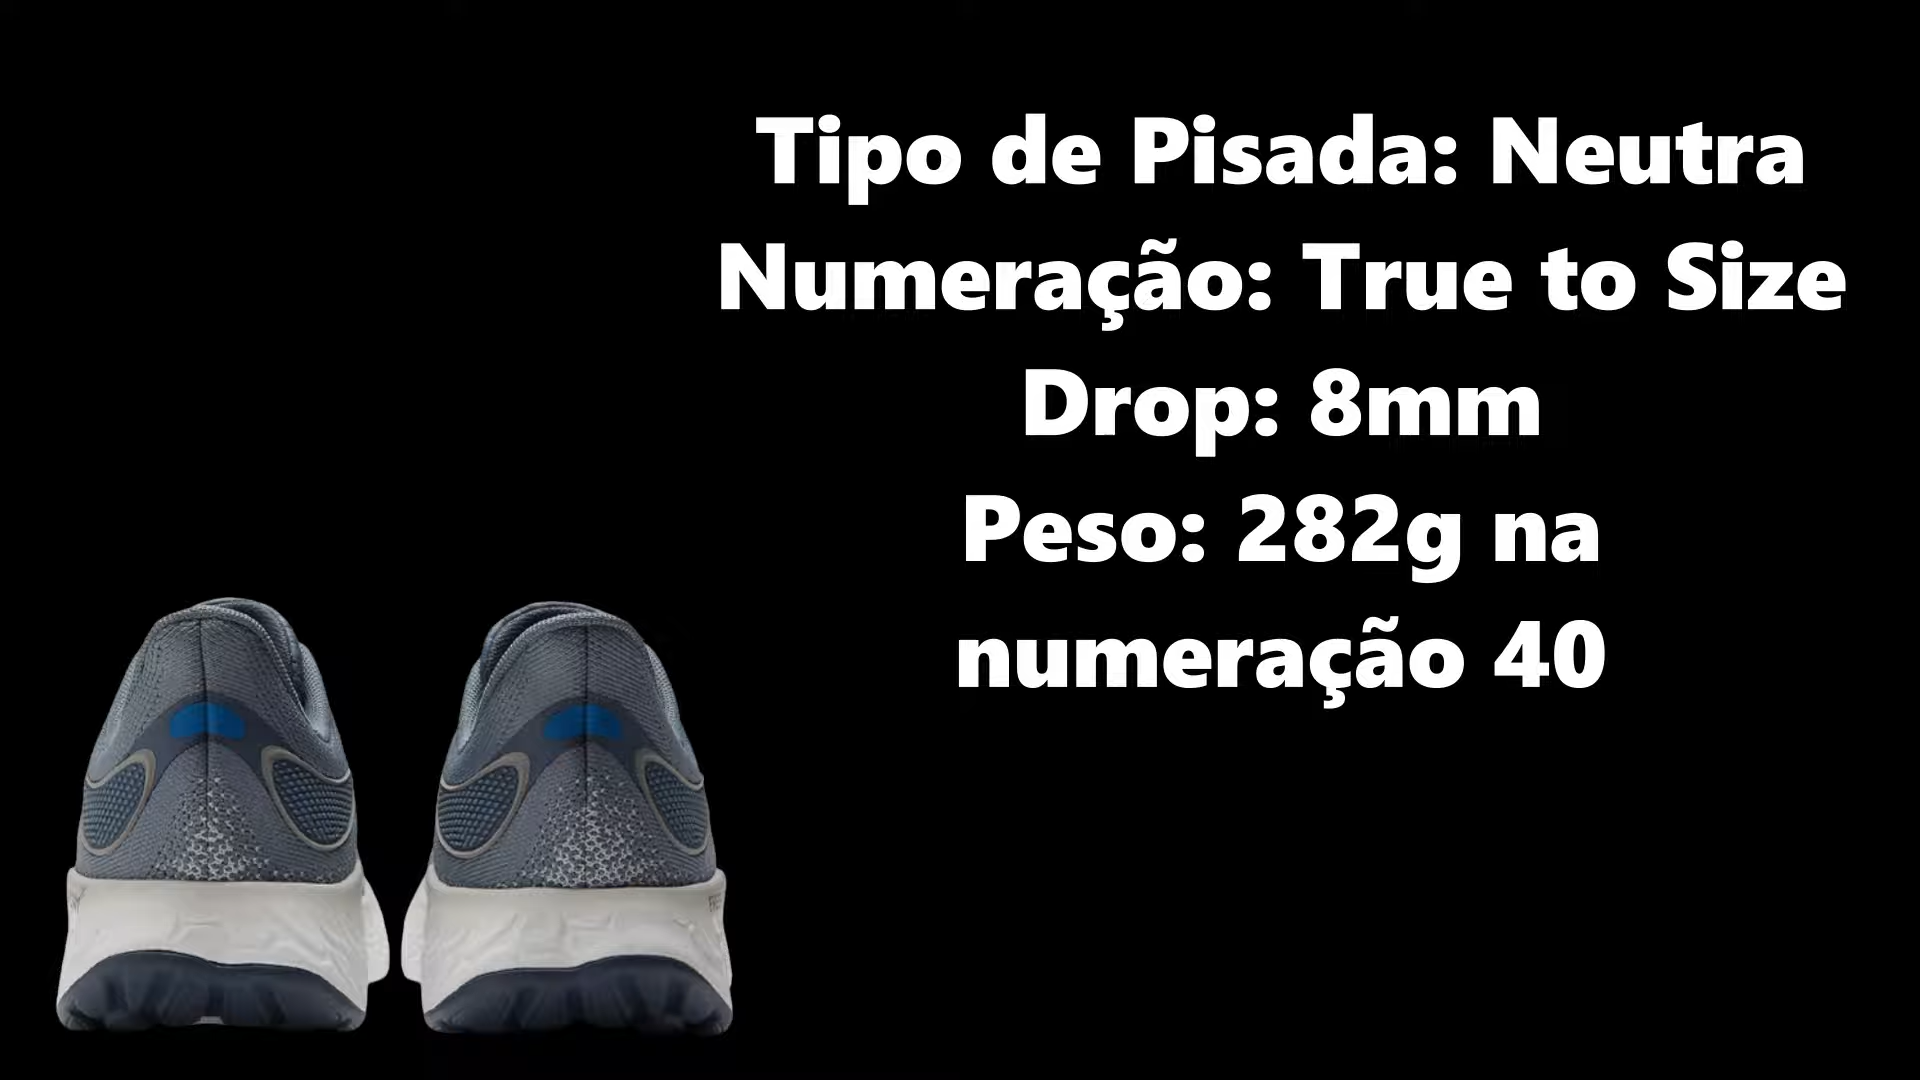 Tipo de Pisada: Neutra
Numeração: True to Size
Drop: 8mm
Peso: 282g na
numeração 40